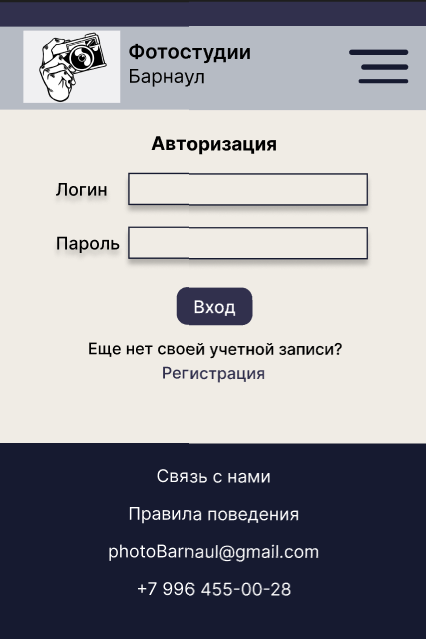 Фотостудии
Барнаул
Авторизация
Логин
Пароль
Вход
Еще нет своей учетной записи?
Регистрация
Связь с нами
Правила поведения
photoBarnaul@gmail.com
+7 996 455-00-28